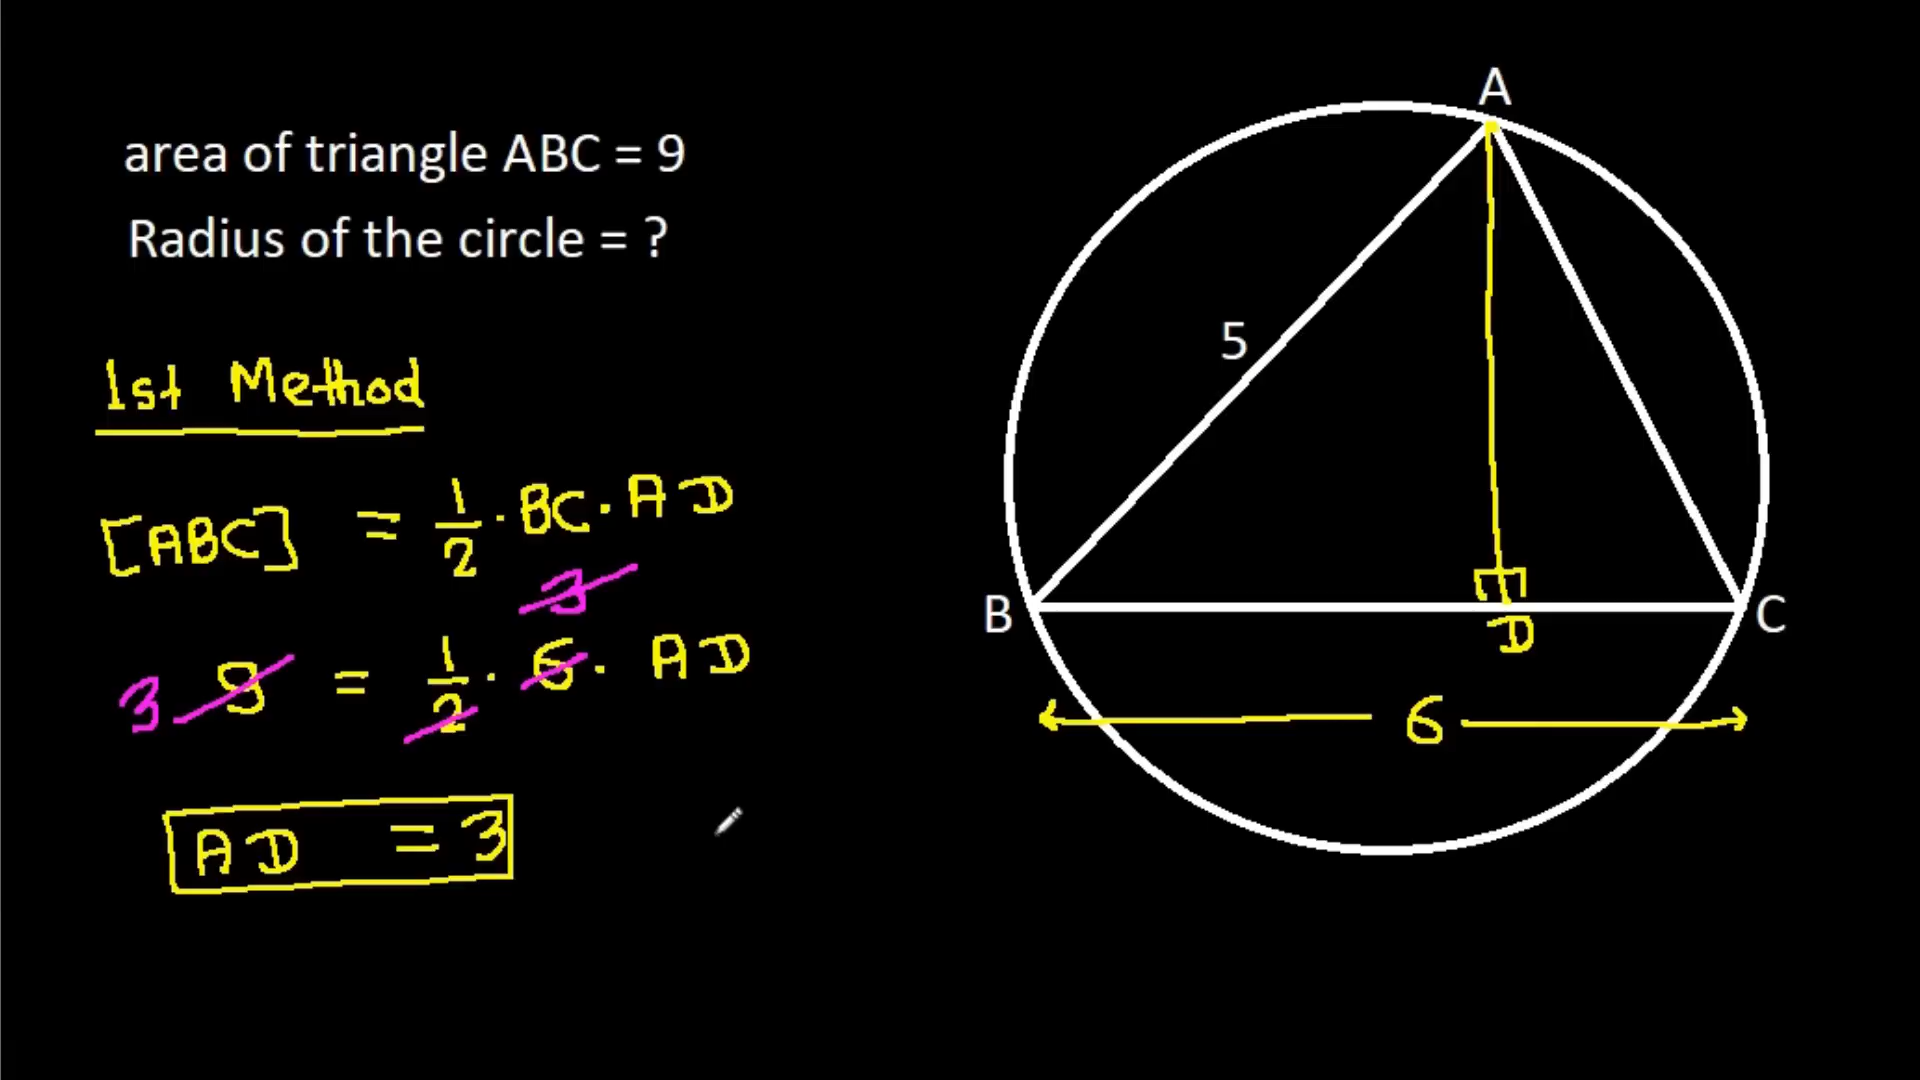 area of triangle ABC = 9
Radius of the circle = ?
1st Method
[ABC] = 1/2 · BC · AD
3
3 9 = 1/2 · 6 · AD
AD = 3
A
5
B
C
D
6